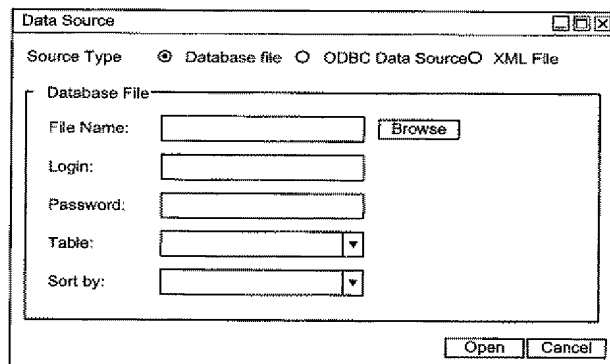 Data Source
Source Type Database file ODBC Data Source XML File
Database File
File Name: Browse
Login:
Password:
Table:
Sort by:
Open Cancel